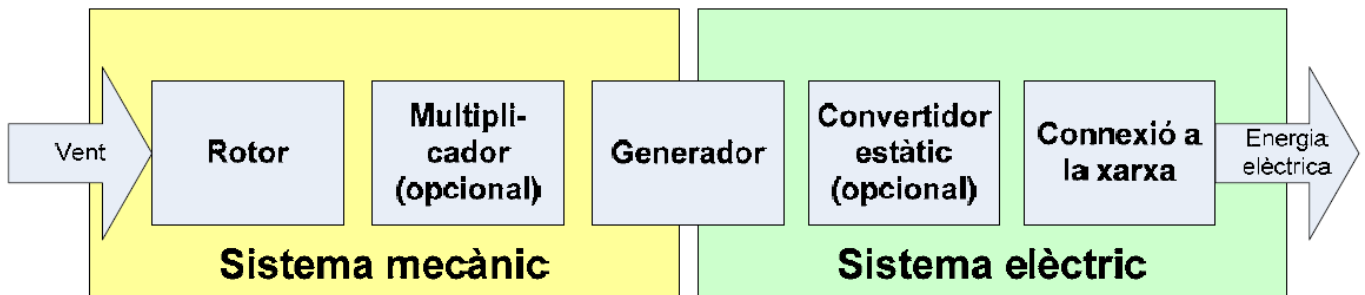 Vent
Rotor
Multipli-
cador
(opcional)
Generador
Convertidor
estàtic
(opcional)
Connexió a
la xarxa
Energia
elèctrica
Sistema mecànic
Sistema elèctric